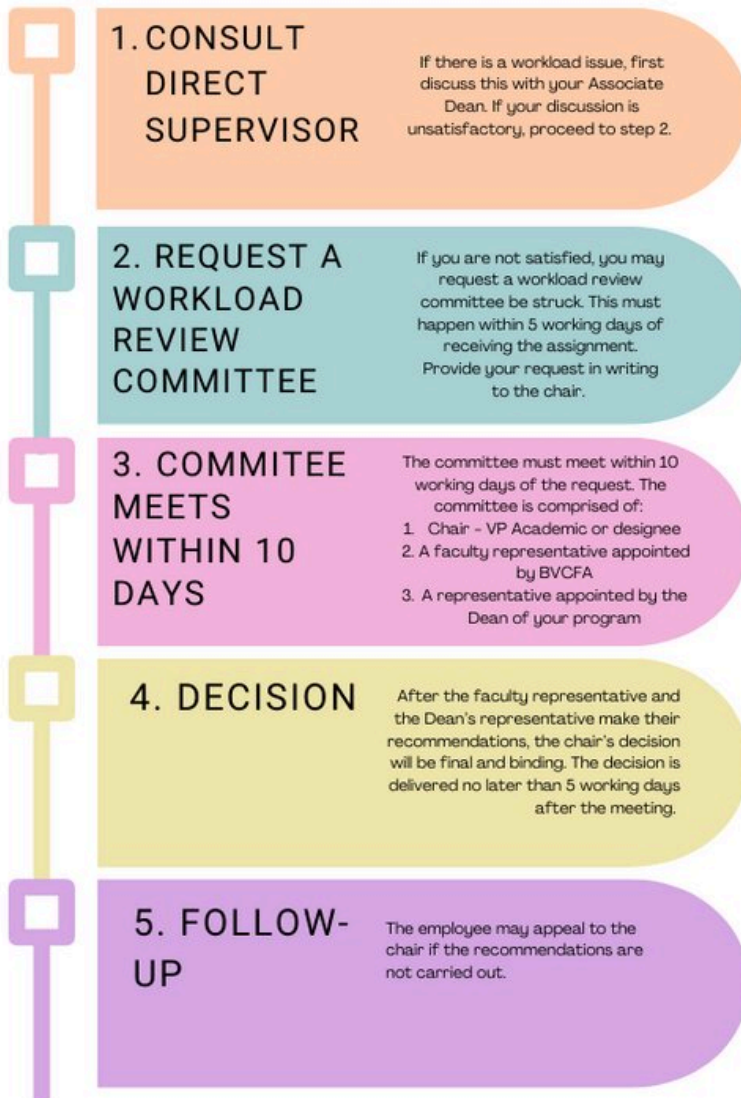 1. CONSULT
DIRECT
SUPERVISOR
If there is a workload issue, first
discuss this with your Associate
Dean. If your discussion is
unsatisfactory, proceed to step 2.
2. REQUEST A
WORKLOAD
REVIEW
COMMITTEE
If you are not satisfied, you may
request a workload review
committee be struck. This must
happen within 5 working days of
receiving the assignment.
Provide your request in writing
to the chair.
3. COMMITEE
MEETS
WITHIN 10
DAYS
The committee must meet within 10
working days of the request. The
committee is comprised of:
1. Chair - VP Academic or designee
2. A faculty representative appointed
by BVCFA
3. A representative appointed by the
Dean of your program
4. DECISION
After the faculty representative and
the Dean's representative make their
recommendations, the chair's decision
will be final and binding. The decision is
delivered no later than 5 working days
after the meeting.
5. FOLLOW-
UP
The employee may appeal to the
chair if the recommendations are
not carried out.